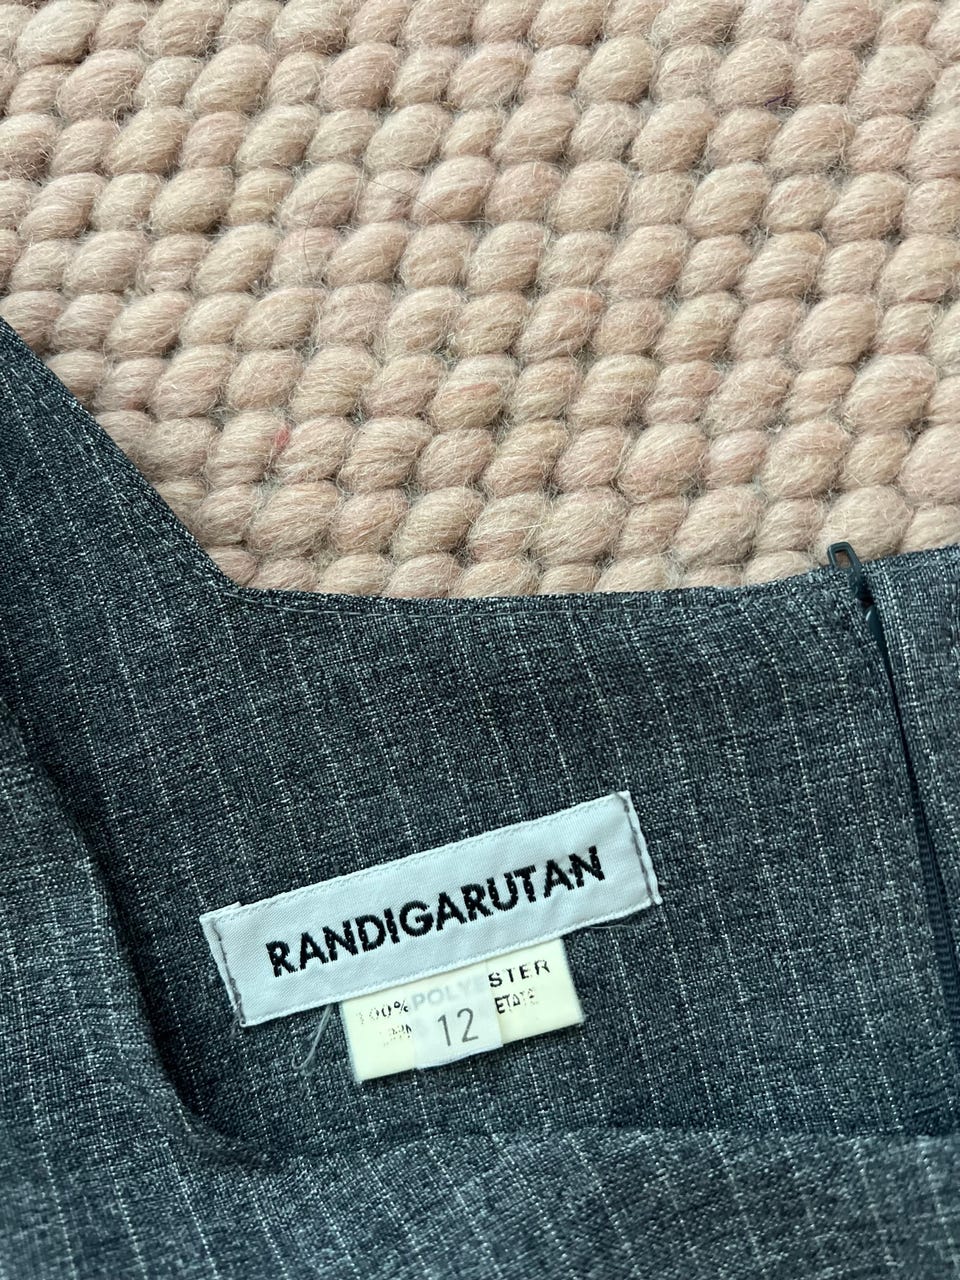 RANDIGARUTAN
100% POLYESTER
12